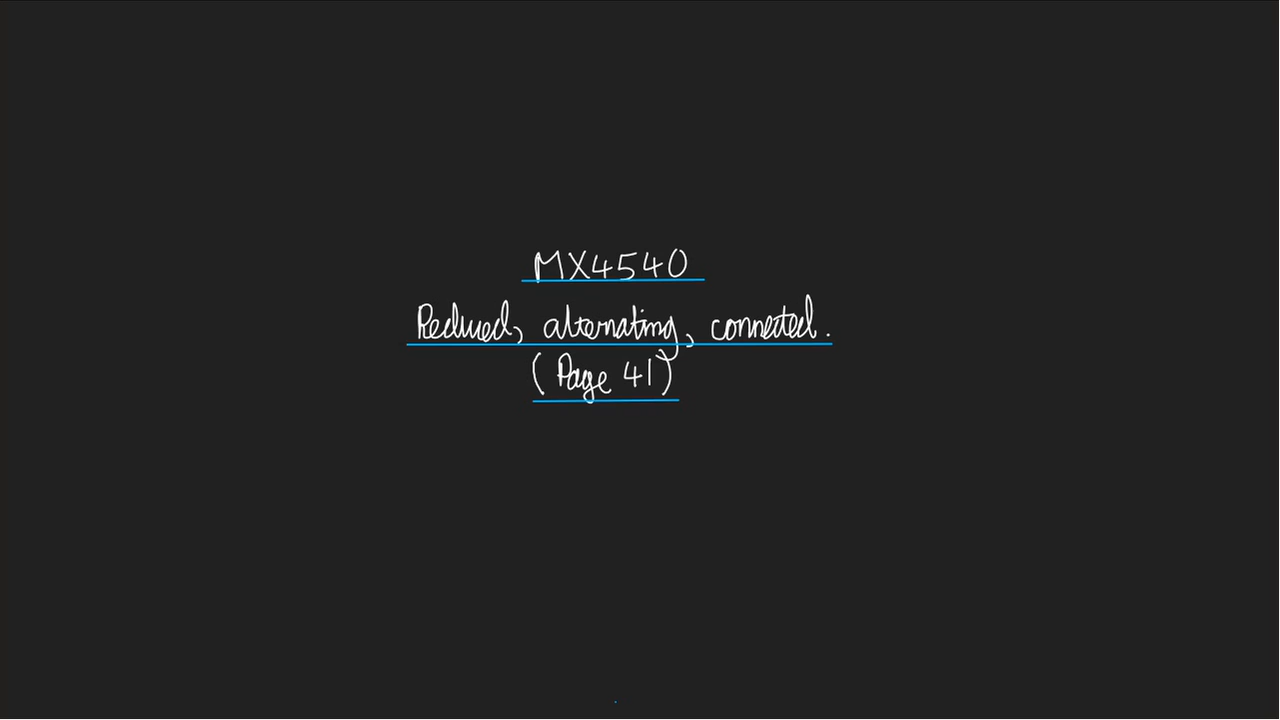 MX4540
Reduced, alternating, connected.
(Page 41)